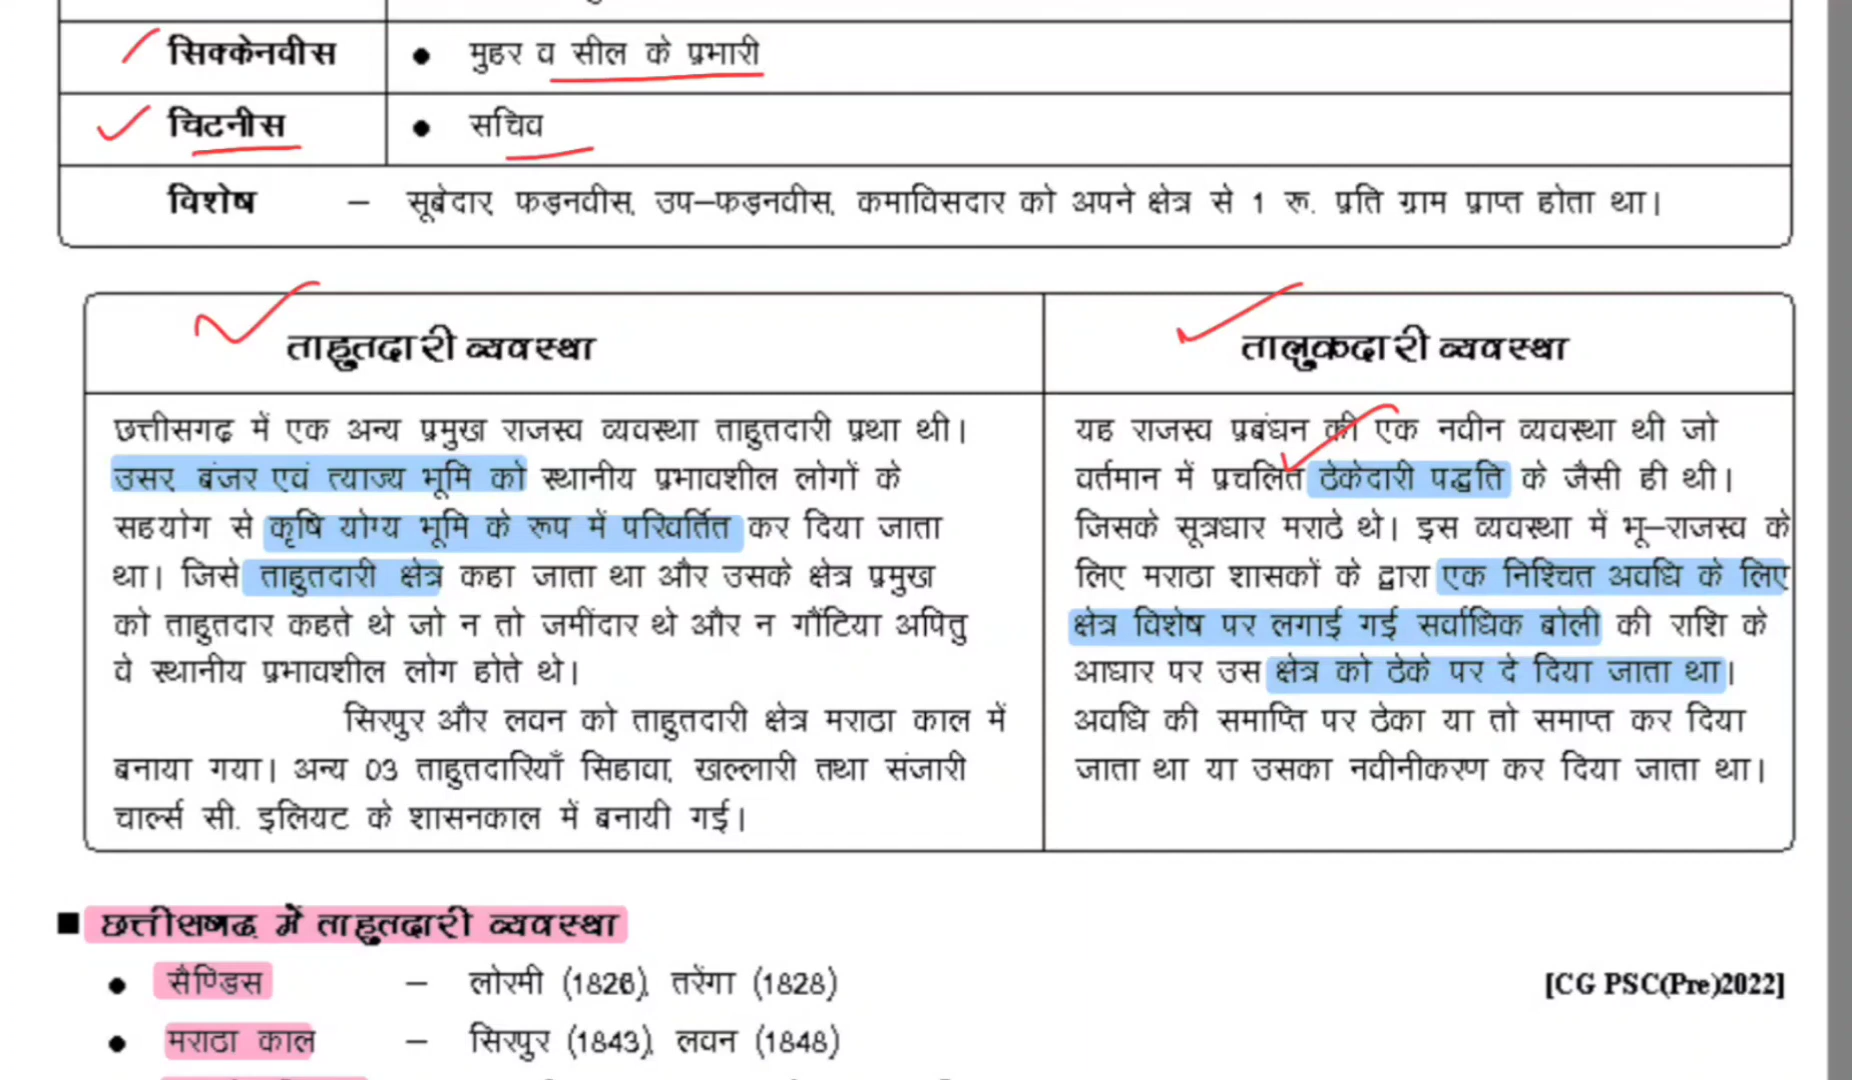 सिक्केनवीस ● मुहर व सील के प्रभारी
चिटनीस ● सचिव
विशेष – सूबेदार, फड़नवीस, उप–फड़नवीस, कमाविसदार को अपने क्षेत्र से 1 रू. प्रति ग्राम प्राप्त होता था।
ताहुतदारी व्यवस्था
छत्तीसगढ़ में एक अन्य प्रमुख राजस्व व्यवस्था ताहुतदारी प्रथा थी।
उसर, बंजर एवं त्याज्य भूमि को स्थानीय प्रभावशील लोगों के
सहयोग से कृषि योग्य भूमि के रूप में परिवर्तित कर दिया जाता
था। जिसे ताहुतदारी क्षेत्र कहा जाता था और उसके क्षेत्र प्रमुख
को ताहुतदार कहते थे जो न तो जमींदार थे और न गौंटिया अपितु
वे स्थानीय प्रभावशील लोग होते थे।
सिरपुर और लवन को ताहुतदारी क्षेत्र मराठा काल में
बनाया गया। अन्य 03 ताहुतदारियाँ सिहावा, खल्लारी तथा संजारी
चार्ल्स सी. इलियट के शासनकाल में बनायी गई।
तालुकदारी व्यवस्था
यह राजस्व प्रबंधन की एक नवीन व्यवस्था थी जो
वर्तमान में प्रचलित ठेकेदारी पद्धति के जैसी ही थी।
जिसके सूत्रधार मराठे थे। इस व्यवस्था में भू–राजस्व के
लिए मराठा शासकों के द्वारा एक निश्चित अवधि के लिए
क्षेत्र विशेष पर लगाई गई सर्वाधिक बोली की राशि के
आधार पर उस क्षेत्र को ठेके पर दे दिया जाता था।
अवधि की समाप्ति पर ठेका या तो समाप्त कर दिया
जाता था या उसका नवीनीकरण कर दिया जाता था।
■ छत्तीसगढ़ में ताहुतदारी व्यवस्था
● सैण्डिस – लोरमी (1826), तरेंगा (1828) [CG PSC(Pre)2022]
● मराठा काल – सिरपुर (1843), लवन (1848)